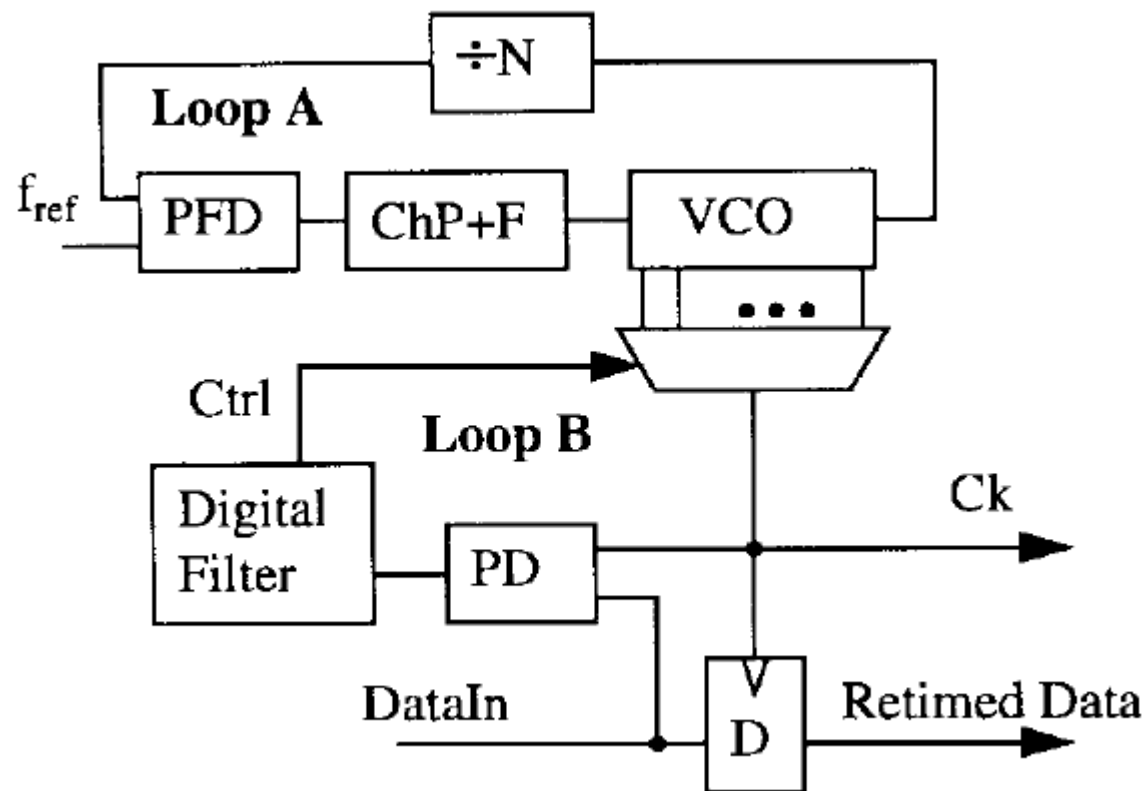 ÷N
Loop A
f_ref
PFD
ChP+F
VCO
• • •
Ctrl
Loop B
Ck
Digital
Filter
PD
DataIn
D
Retimed Data